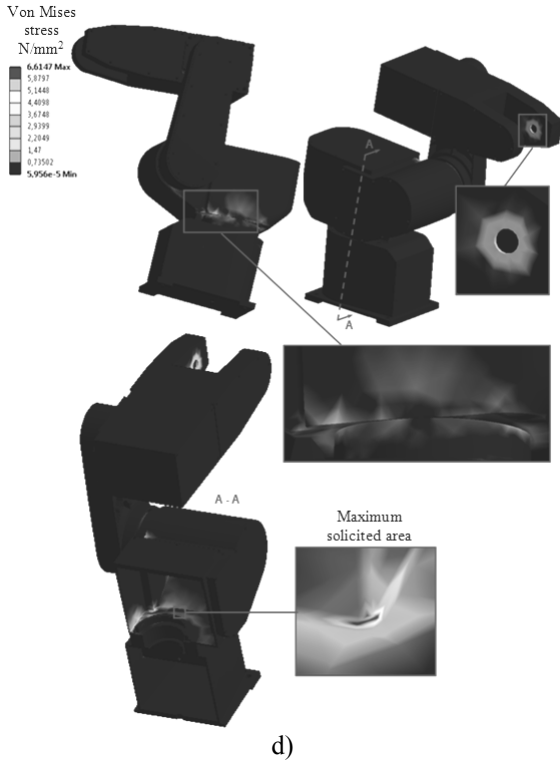 Von Mises
stress
N/mm²
6,6147 Max
5,8797
5,1448
4,4098
3,6748
2,9399
2,2049
1,47
0,73502
5,956e-5 Min
A
A
A - A
Maximum
solicited area
d)